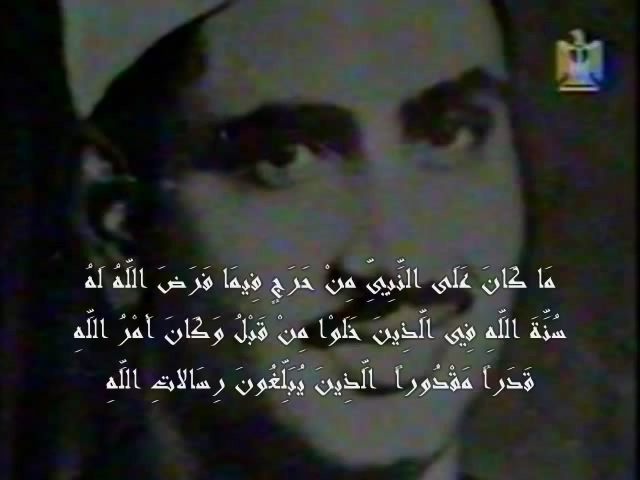 مَا كَانَ عَلَى النَّبِيِّ مِنْ حَرَجٍ فِيمَا فَرَضَ اللَّهُ لَهُ
سُنَّةَ اللَّهِ فِي الَّذِينَ خَلَوْا مِنْ قَبْلُ وَكَانَ أَمْرُ اللَّهِ
قَدَراً مَقْدُوراً الَّذِينَ يُبَلِّغُونَ رِسَالَاتِ اللَّهِ